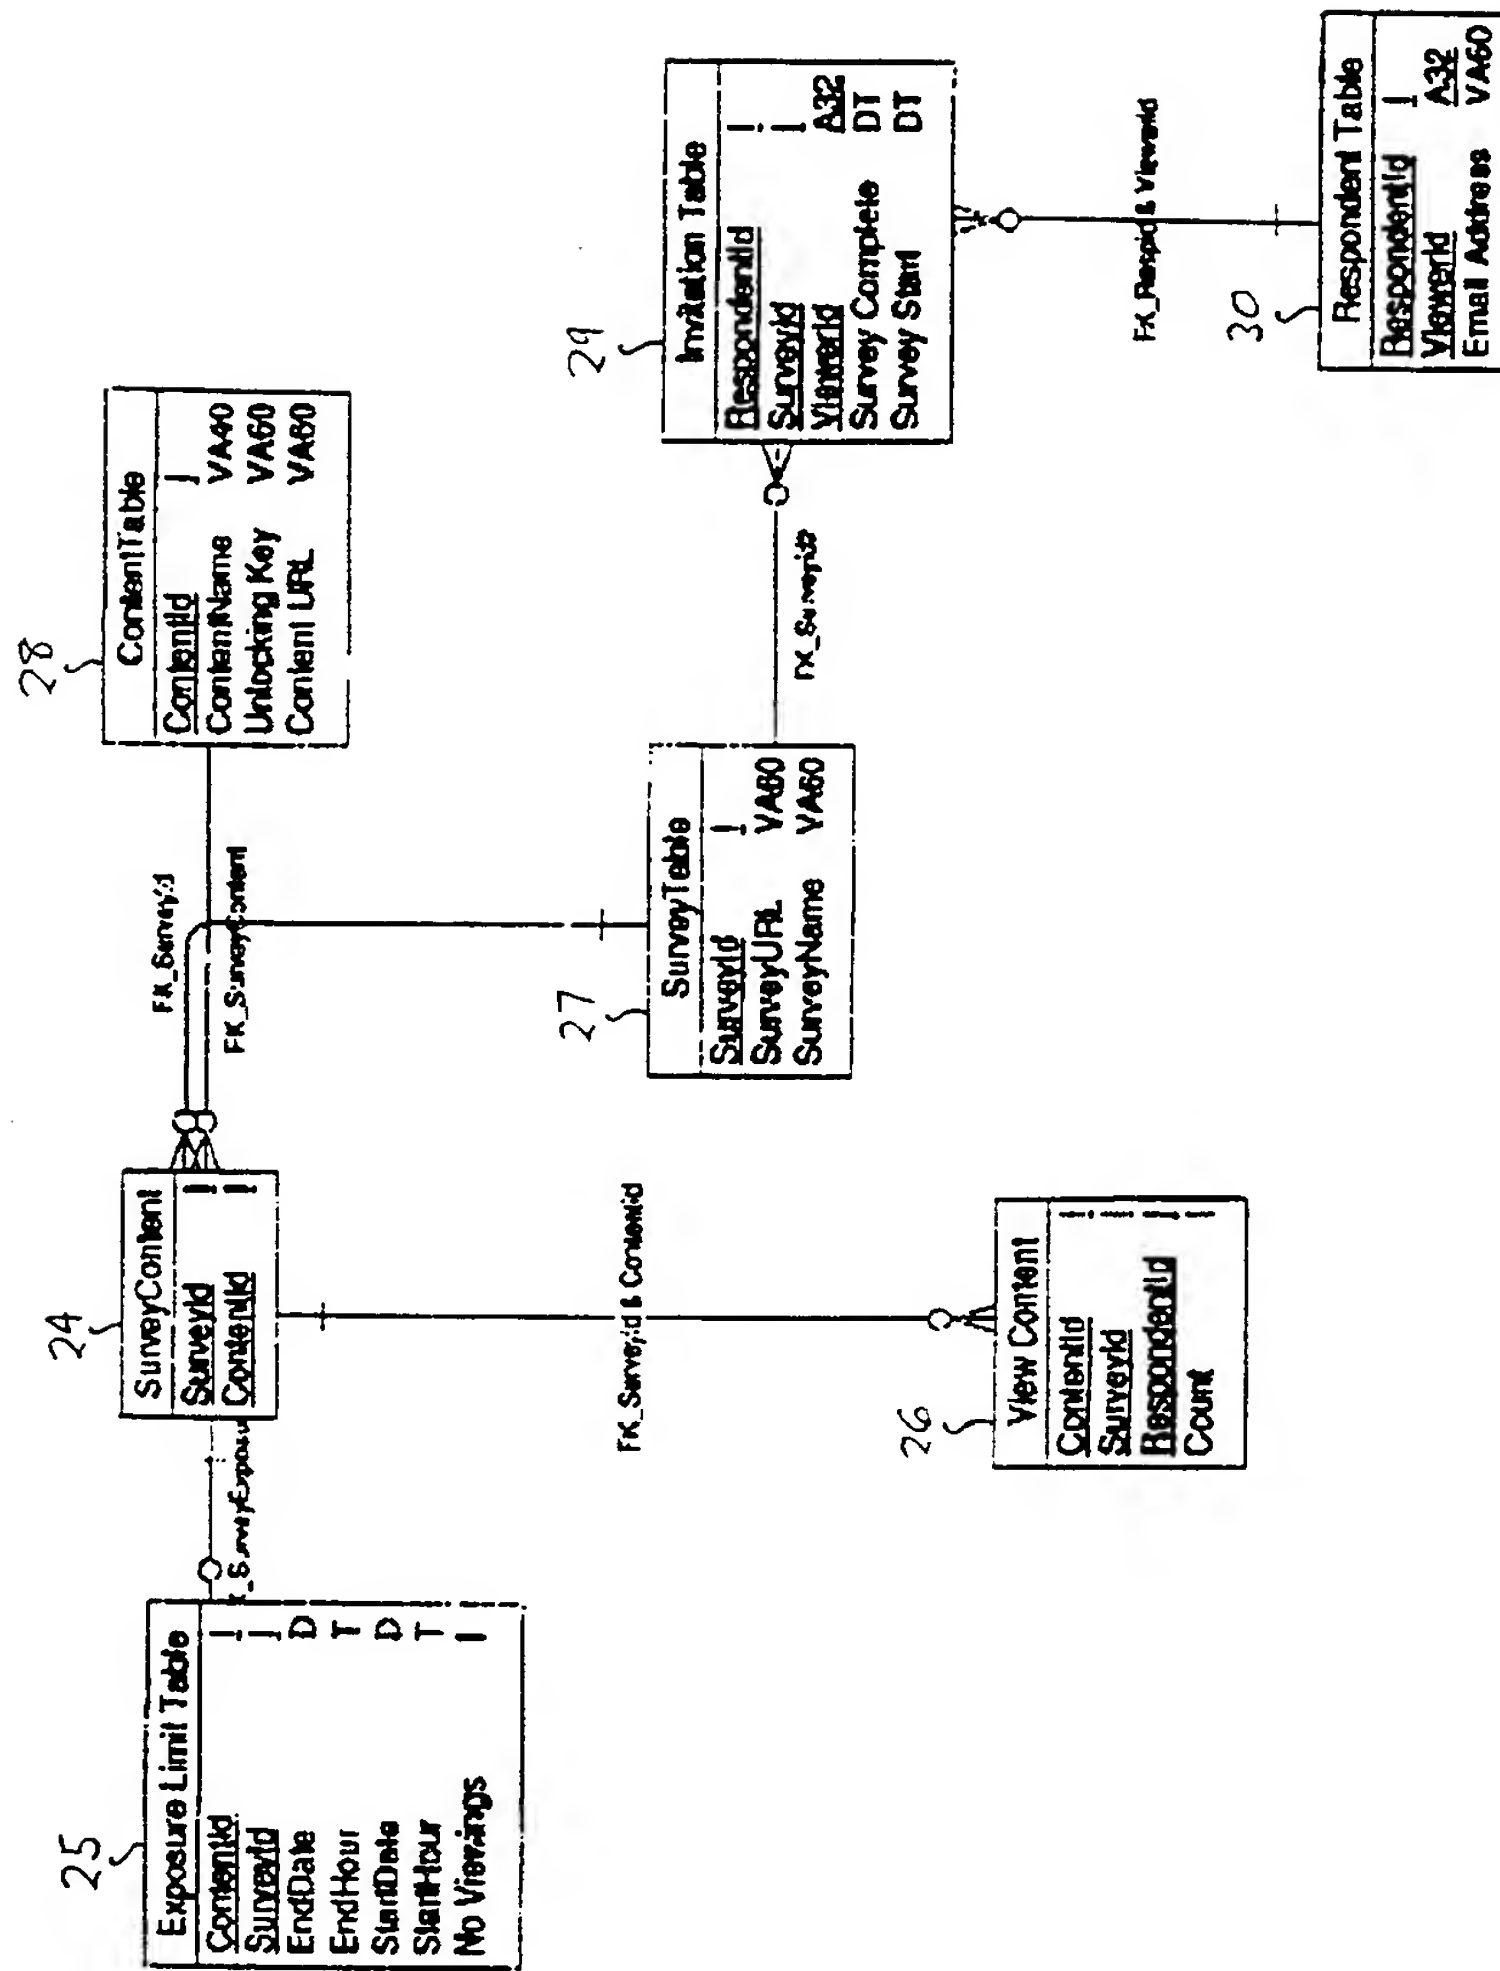 28
ContentTable
ContentId I
ContentName VA40
Unlocking Key VA60
Content URL VA60
29
Invitation Table
RespondentId I
SurveyId I
ViewerId A32
Survey Complete DT
Survey Start DT
FK_SurveyId
FK_SurveyContent
27
SurveyTable
SurveyId I
SurveyURL VA60
SurveyName VA60
FK_Respid & Viewerid
30
Respondent Table
RespondentId I
ViewerId A32
Email Address VA60
24
SurveyContent
SurveyId I
ContentId I
FK_SurveyId & ContentId
25
Exposure Limit Table
ContentId I
SurveyId I
EndDate D
EndHour T
StartDate D
StartHour T
No Viewings I
26
View Content
ContentId I
SurveyId I
RespondentId I
Count I